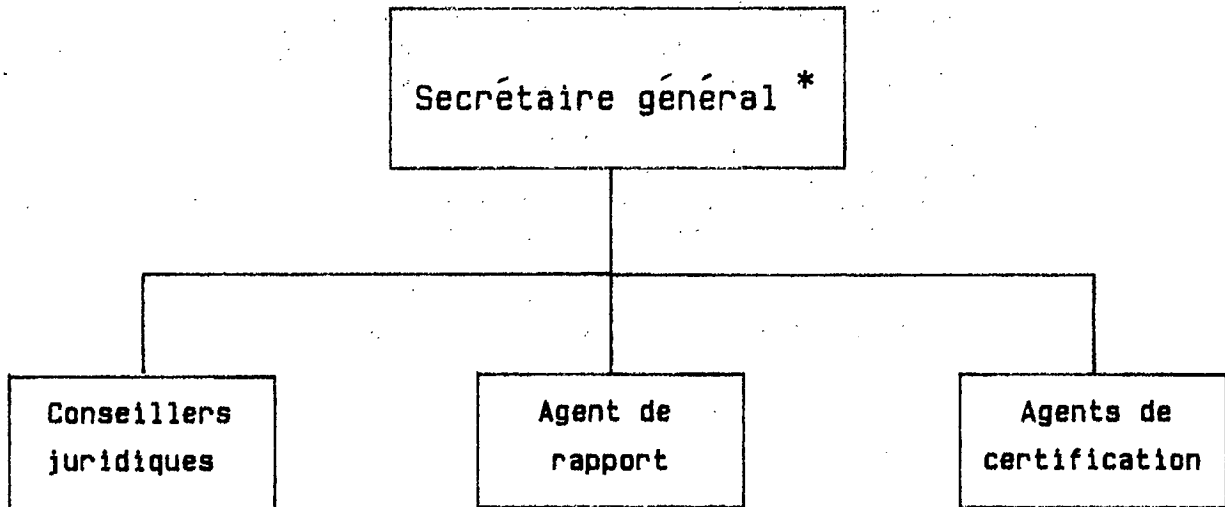 Secrétaire général *
Conseillers
juridiques
Agent de
rapport
Agents de
certification